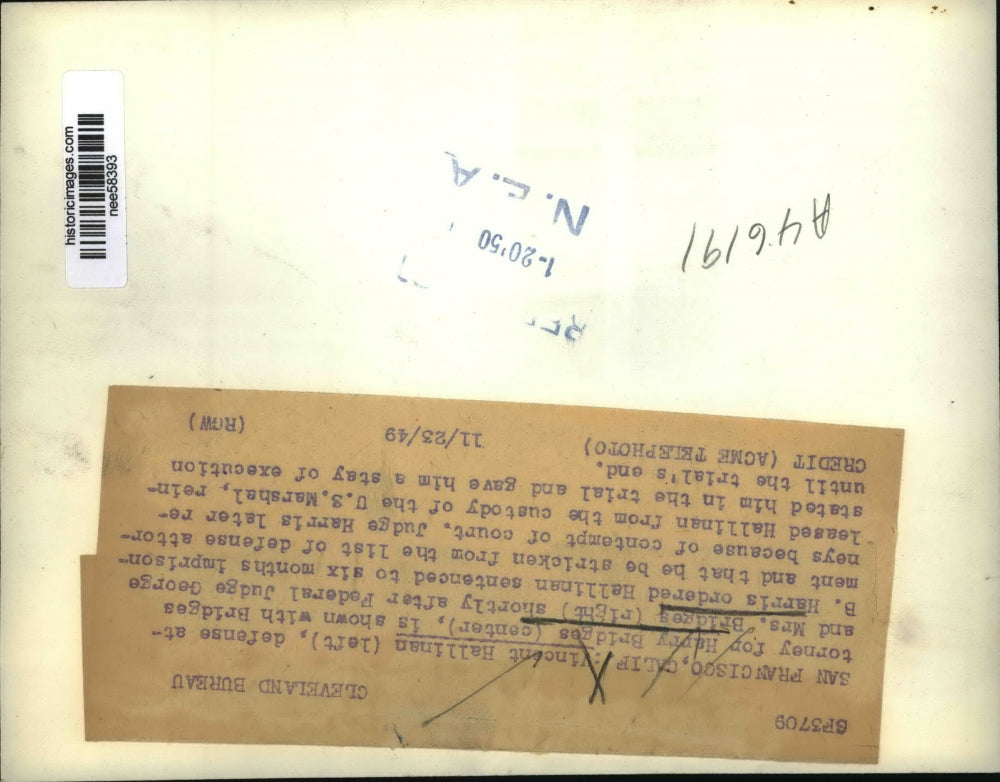 historicimages.com
nee58393
A46191
N.E.A
1-20'50
SF3709
CLEVELAND BUREAU
SAN FRANCISCO, CALIF.: Vincent Hallinan (left), defense at-
torney for Harry Bridges (center), is shown with Bridges
and Mrs. Bridges (right) shortly after Federal Judge George
B. Harris ordered Hallinan sentenced to six months imprison-
ment and that he be stricken from the list of defense attor-
neys because of contempt of court. Judge Harris later re-
leased Hallinan from the custody of the U.S.Marshal, rein-
stated him in the trial and gave him a stay of execution
until the trial's end.
CREDIT (ACME TELEPHOTO) 11/23/49 (RGW)